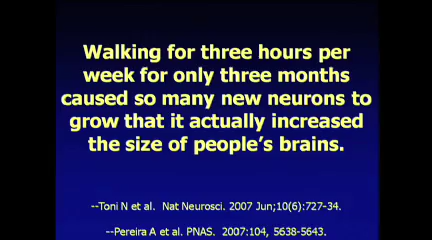 Walking for three hours per
week for only three months
caused so many new neurons to
grow that it actually increased
the size of people's brains.
--Toni N et al.  Nat Neurosci. 2007 Jun;10(6):727-34.
--Pereira A et al. PNAS.  2007:104, 5638-5643.